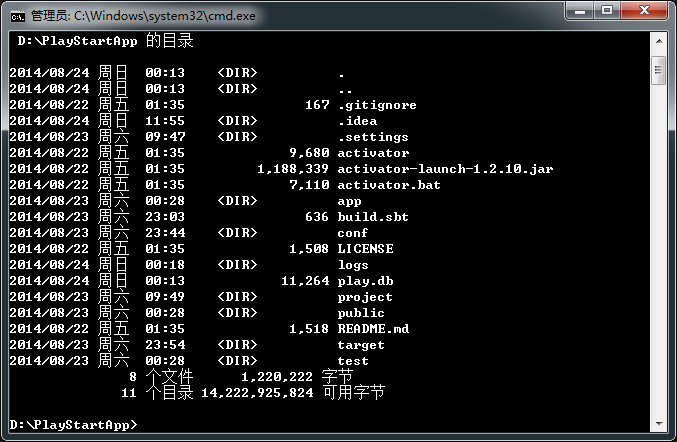 管理员: C:\Windows\system32\cmd.exe
D:\PlayStartApp 的目录
2014/08/24 周日 00:13 <DIR> .
2014/08/24 周日 00:13 <DIR> ..
2014/08/22 周五 01:35 167 .gitignore
2014/08/24 周日 11:55 <DIR> .idea
2014/08/23 周六 09:47 <DIR> .settings
2014/08/22 周五 01:35 9,680 activator
2014/08/22 周五 01:35 1,188,339 activator-launch-1.2.10.jar
2014/08/22 周五 01:35 7,110 activator.bat
2014/08/23 周六 00:28 <DIR> app
2014/08/23 周六 23:03 636 build.sbt
2014/08/23 周六 23:44 <DIR> conf
2014/08/22 周五 01:35 1,508 LICENSE
2014/08/24 周日 00:18 <DIR> logs
2014/08/24 周日 00:13 11,264 play.db
2014/08/23 周六 09:49 <DIR> project
2014/08/23 周六 00:28 <DIR> public
2014/08/22 周五 01:35 1,518 README.md
2014/08/23 周六 23:54 <DIR> target
2014/08/23 周六 00:28 <DIR> test
8 个文件 1,220,222 字节
11 个目录 14,222,925,824 可用字节
D:\PlayStartApp>